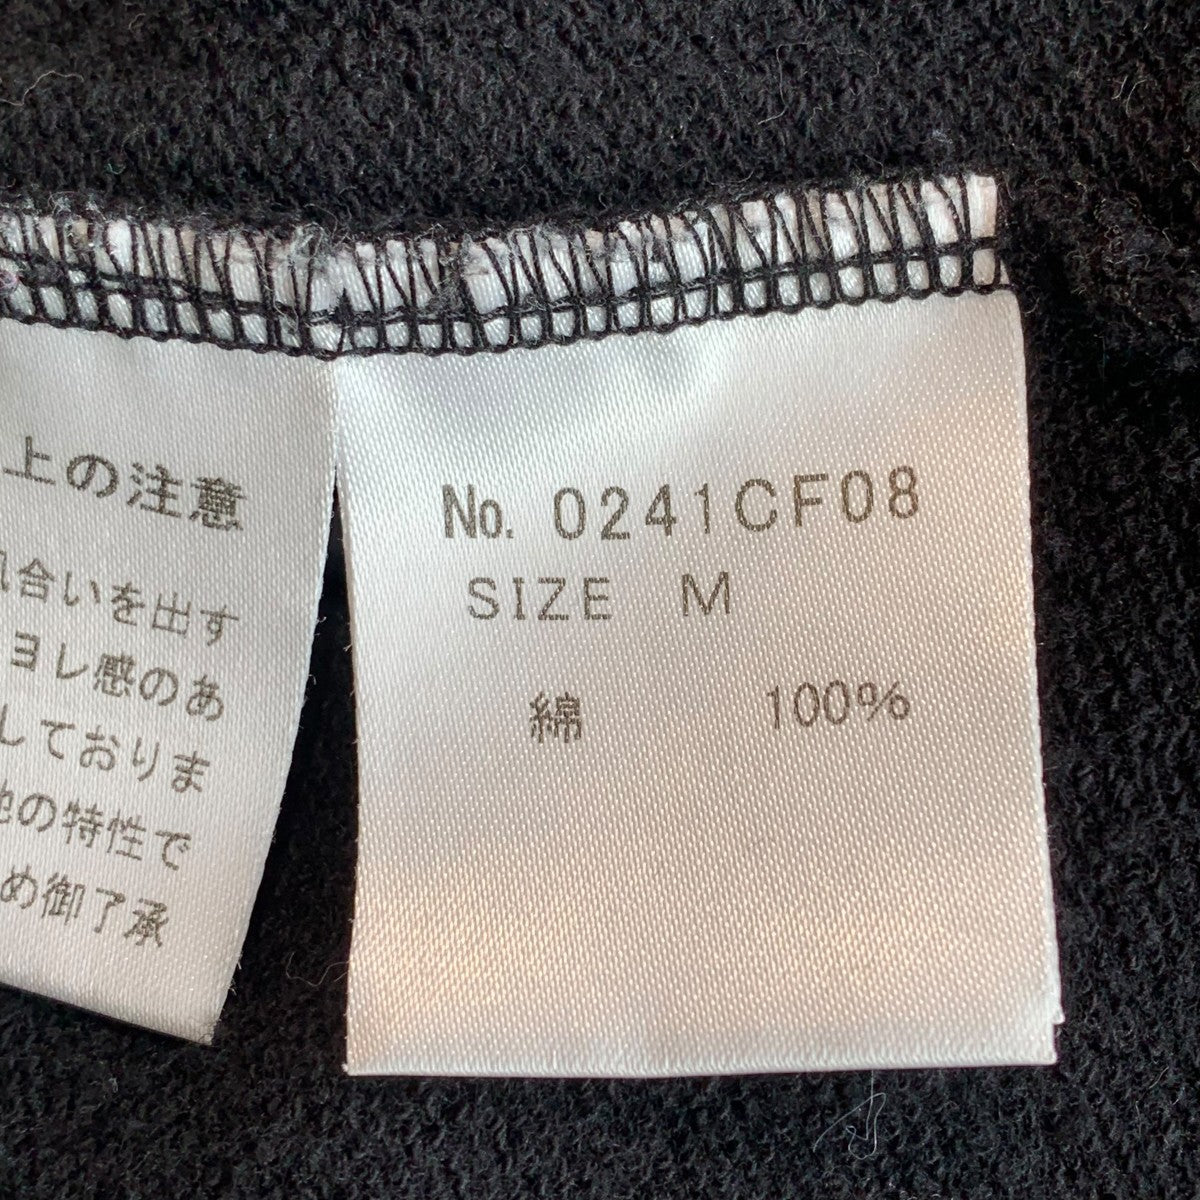 上の注意
合いを出す
ヨレ感のあ
しておりま
地の特性で
め御了承
No. 0241CF08
SIZE M
綿 100%